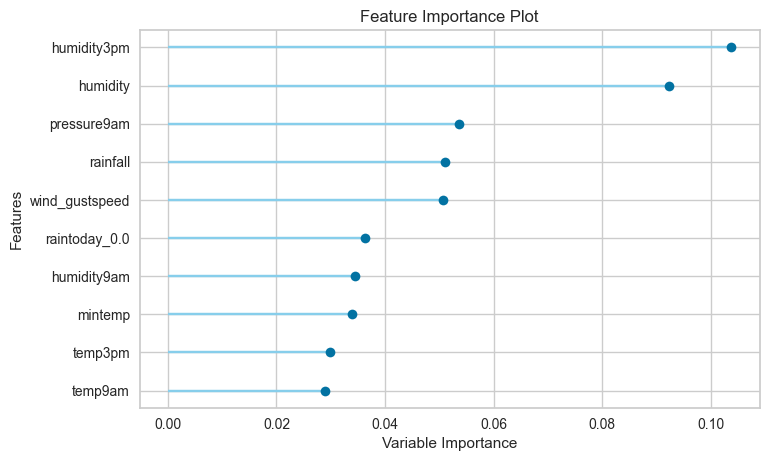 Feature Importance Plot
Features
humidity3pm
humidity
pressure9am
rainfall
wind_gustspeed
raintoday_0.0
humidity9am
mintemp
temp3pm
temp9am
0.00 0.02 0.04 0.06 0.08 0.10
Variable Importance